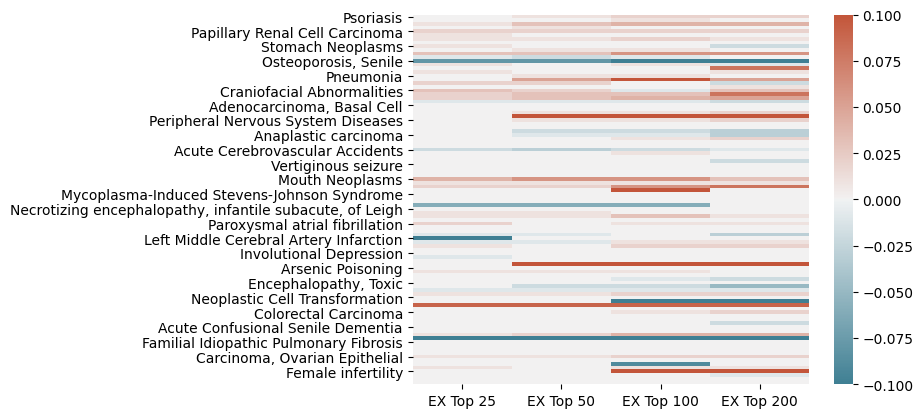 Psoriasis
Papillary Renal Cell Carcinoma
Stomach Neoplasms
Osteoporosis, Senile
Pneumonia
Craniofacial Abnormalities
Adenocarcinoma, Basal Cell
Peripheral Nervous System Diseases
Anaplastic carcinoma
Acute Cerebrovascular Accidents
Vertiginous seizure
Mouth Neoplasms
Mycoplasma-Induced Stevens-Johnson Syndrome
Necrotizing encephalopathy, infantile subacute, of Leigh
Paroxysmal atrial fibrillation
Left Middle Cerebral Artery Infarction
Involutional Depression
Arsenic Poisoning
Encephalopathy, Toxic
Neoplastic Cell Transformation
Colorectal Carcinoma
Acute Confusional Senile Dementia
Familial Idiopathic Pulmonary Fibrosis
Carcinoma, Ovarian Epithelial
Female infertility
EX Top 25
EX Top 50
EX Top 100
EX Top 200
0.100
0.075
0.050
0.025
0.000
−0.025
−0.050
−0.075
−0.100